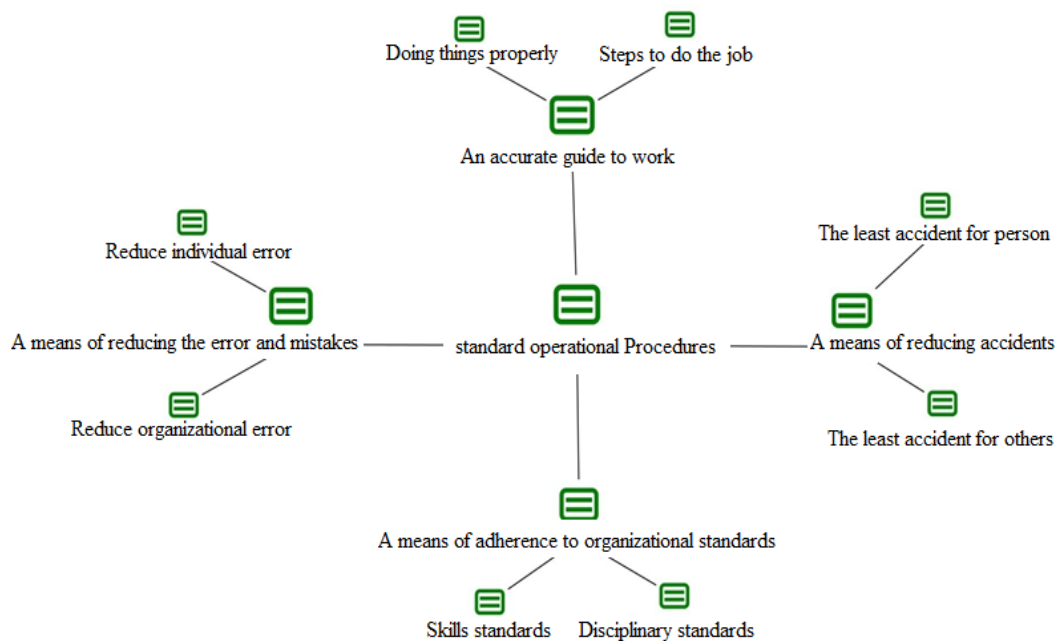 Doing things properly
Steps to do the job
An accurate guide to work
Reduce individual error
The least accident for person
A means of reducing the error and mistakes
standard operational Procedures
A means of reducing accidents
Reduce organizational error
The least accident for others
A means of adherence to organizational standards
Skills standards
Disciplinary standards